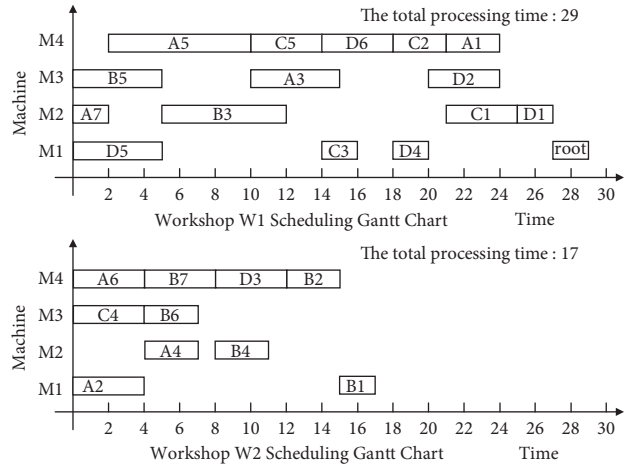 The total processing time : 29
M4 A5 C5 D6 C2 A1
M3 B5 A3 D2
M2 A7 B3 C1 D1
M1 D5 C3 D4 root
Machine
2 4 6 8 10 12 14 16 18 20 22 24 26 28 30
Workshop W1 Scheduling Gantt Chart Time
The total processing time : 17
M4 A6 B7 D3 B2
M3 C4 B6
M2 A4 B4
M1 A2 B1
Machine
2 4 6 8 10 12 14 16 18 20 22 24 26 28 30
Workshop W2 Scheduling Gantt Chart Time